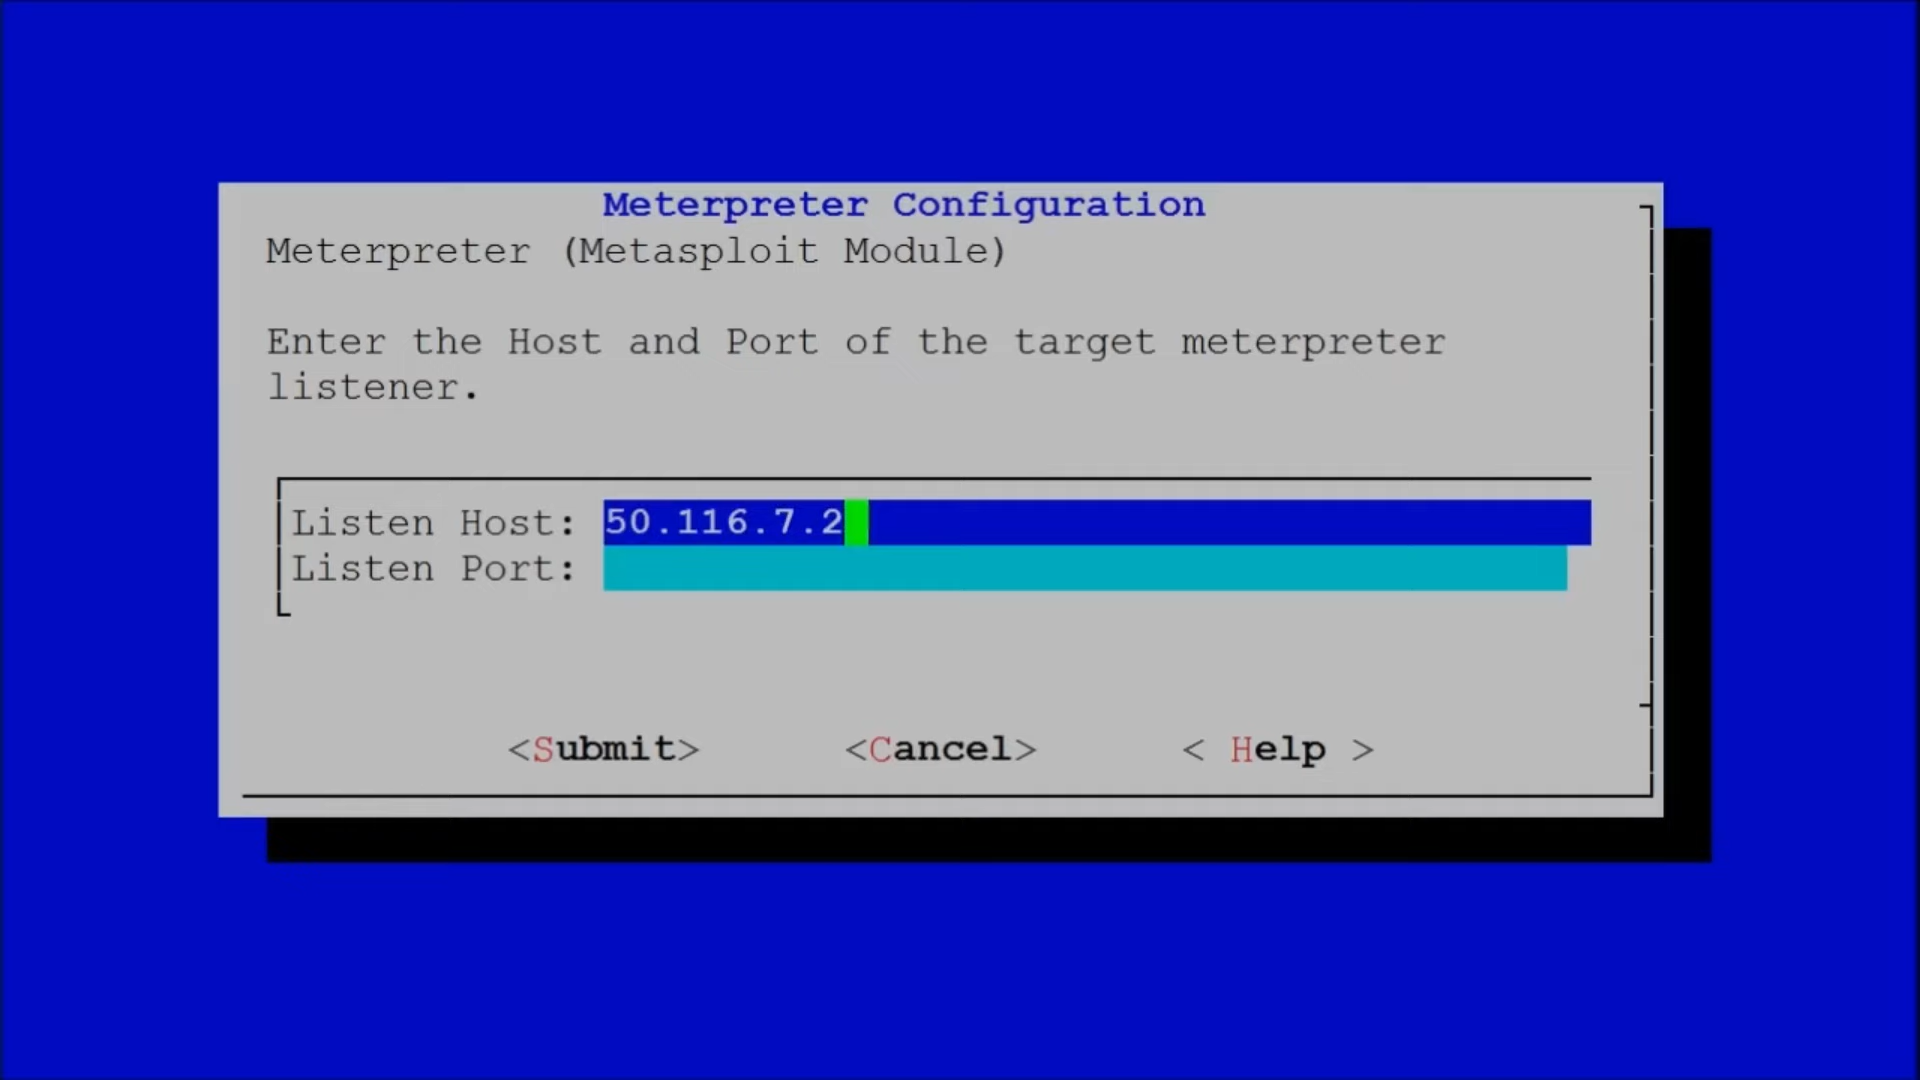 Meterpreter Configuration
Meterpreter (Metasploit Module)
Enter the Host and Port of the target meterpreter
listener.
Listen Host: 50.116.7.2
Listen Port:
<Submit> <Cancel> < Help >